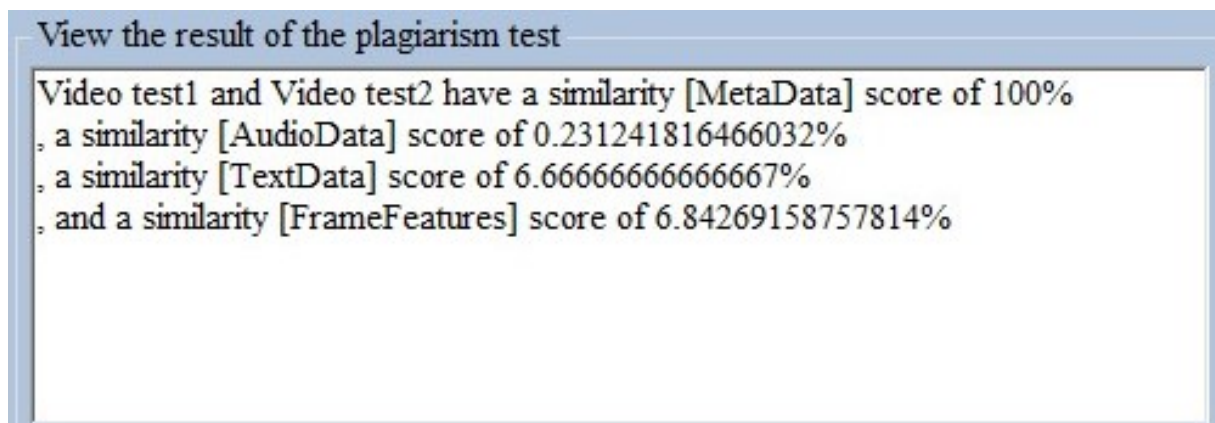 View the result of the plagiarism test
Video test1 and Video test2 have a similarity [MetaData] score of 100%
, a similarity [AudioData] score of 0.231241816466032%
, a similarity [TextData] score of 6.66666666666667%
, and a similarity [FrameFeatures] score of 6.84269158757814%